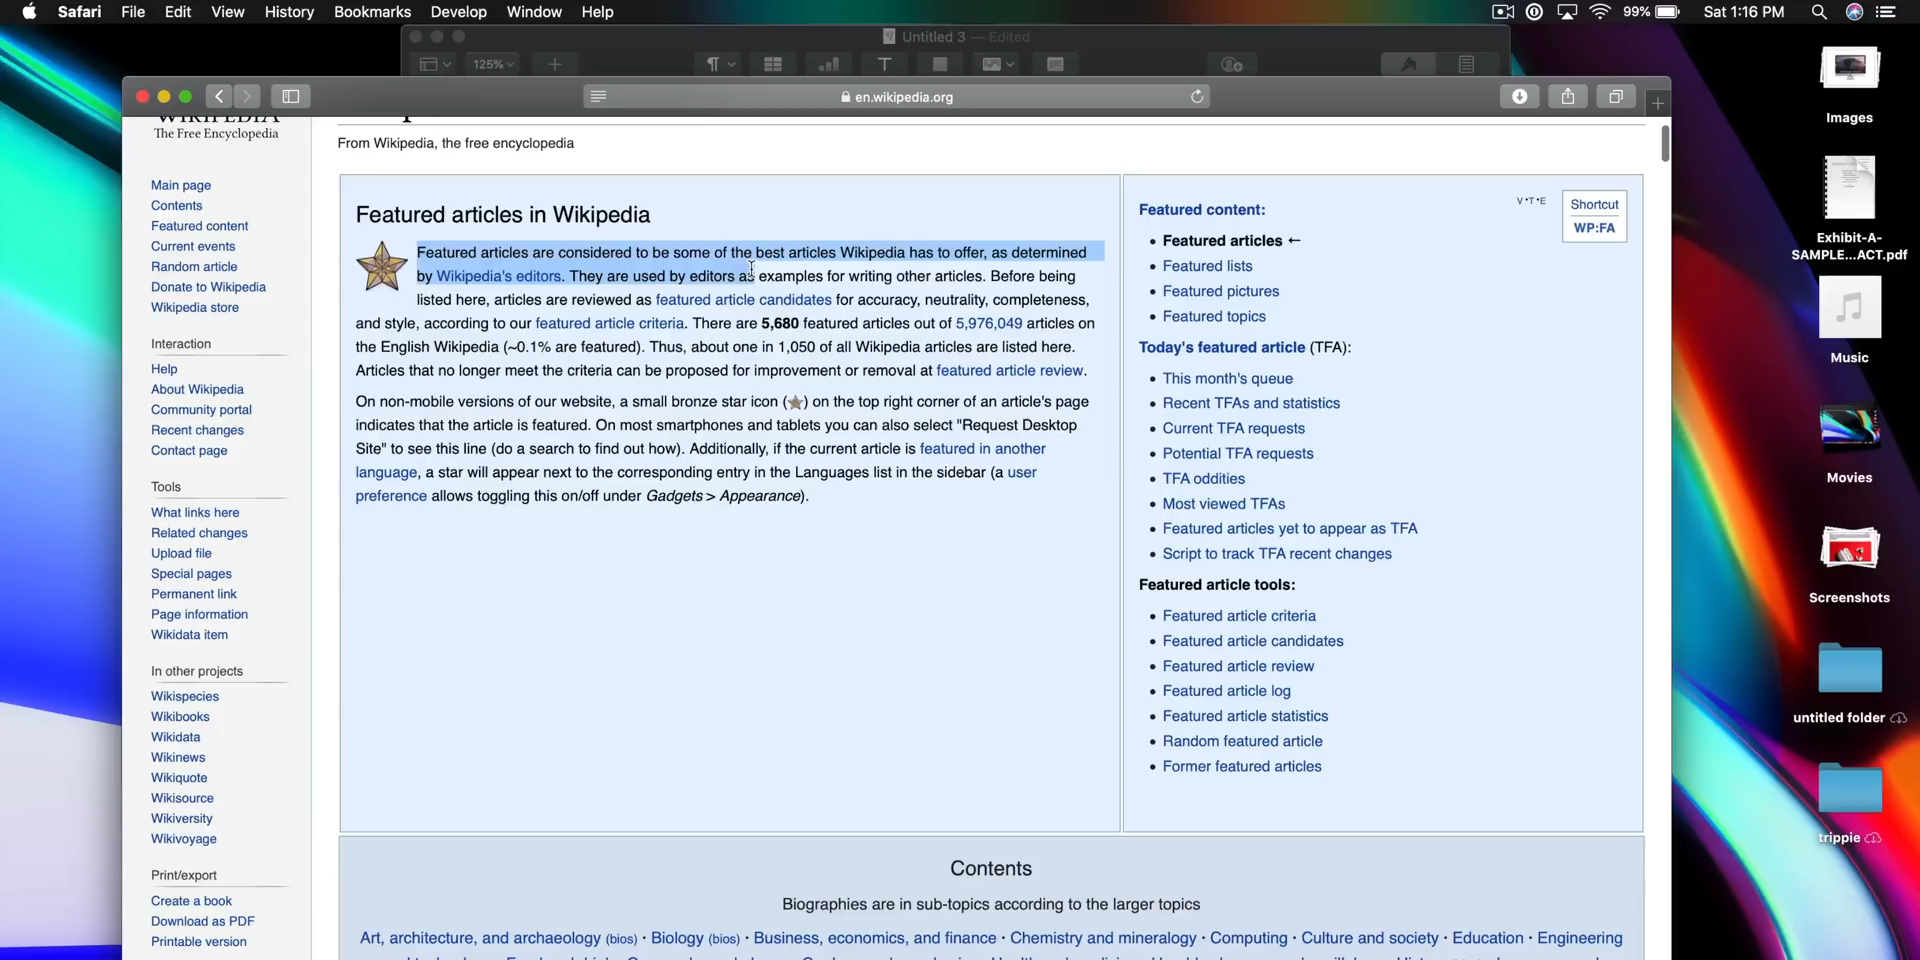 Safari File Edit View History Bookmarks Develop Window Help
99% Sat 1:16 PM
Untitled 3 — Edited
125%
en.wikipedia.org
WIKIPEDIA
The Free Encyclopedia
Main page
Contents
Featured content
Current events
Random article
Donate to Wikipedia
Wikipedia store
Interaction
Help
About Wikipedia
Community portal
Recent changes
Contact page
Tools
What links here
Related changes
Upload file
Special pages
Permanent link
Page information
Wikidata item
In other projects
Wikispecies
Wikibooks
Wikidata
Wikinews
Wikiquote
Wikisource
Wikiversity
Wikivoyage
Print/export
Create a book
Download as PDF
Printable version
From Wikipedia, the free encyclopedia
Featured articles in Wikipedia
Featured articles are considered to be some of the best articles Wikipedia has to offer, as determined
by Wikipedia's editors. They are used by editors as examples for writing other articles. Before being
listed here, articles are reviewed as featured article candidates for accuracy, neutrality, completeness,
and style, according to our featured article criteria. There are 5,680 featured articles out of 5,976,049 articles on
the English Wikipedia (~0.1% are featured). Thus, about one in 1,050 of all Wikipedia articles are listed here.
Articles that no longer meet the criteria can be proposed for improvement or removal at featured article review.
On non-mobile versions of our website, a small bronze star icon (★) on the top right corner of an article's page
indicates that the article is featured. On most smartphones and tablets you can also select "Request Desktop
Site" to see this line (do a search to find out how). Additionally, if the current article is featured in another
language, a star will appear next to the corresponding entry in the Languages list in the sidebar (a user
preference allows toggling this on/off under Gadgets > Appearance).
V·T·E
Shortcut
WP:FA
Featured content:
• Featured articles ←
• Featured lists
• Featured pictures
• Featured topics
Today's featured article (TFA):
• This month's queue
• Recent TFAs and statistics
• Current TFA requests
• Potential TFA requests
• TFA oddities
• Most viewed TFAs
• Featured articles yet to appear as TFA
• Script to track TFA recent changes
Featured article tools:
• Featured article criteria
• Featured article candidates
• Featured article review
• Featured article log
• Featured article statistics
• Random featured article
• Former featured articles
Contents
Biographies are in sub-topics according to the larger topics
Art, architecture, and archaeology (bios) · Biology (bios) · Business, economics, and finance · Chemistry and mineralogy · Computing · Culture and society · Education · Engineering
Images
Exhibit-A-
SAMPLE...ACT.pdf
Music
Movies
Screenshots
untitled folder
trippie